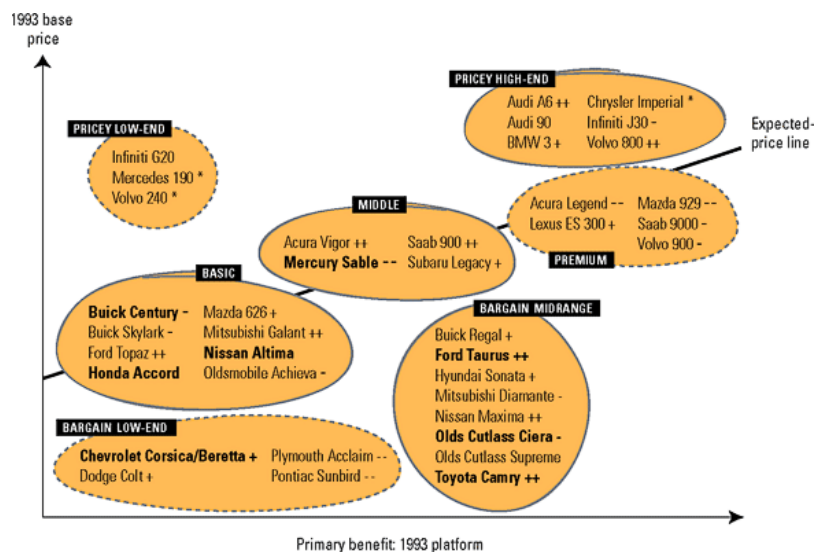 1993 base
price
PRICEY HIGH-END
Audi A6 ++ Chrysler Imperial *
Audi 90 Infiniti J30 -
BMW 3 + Volvo 800 ++
Expected-
price line
PRICEY LOW-END
Infiniti G20
Mercedes 190 *
Volvo 240 *
Acura Legend -- Mazda 929 --
Lexus ES 300 + Saab 9000 -
Volvo 900 -
PREMIUM
MIDDLE
Acura Vigor ++ Saab 900 ++
Mercury Sable -- Subaru Legacy +
BASIC
Buick Century - Mazda 626 +
Buick Skylark - Mitsubishi Galant ++
Ford Topaz ++ Nissan Altima
Honda Accord Oldsmobile Achieva -
BARGAIN MIDRANGE
Buick Regal +
Ford Taurus ++
Hyundai Sonata +
Mitsubishi Diamante -
Nissan Maxima ++
Olds Cutlass Ciera -
Olds Cutlass Supreme
Toyota Camry ++
BARGAIN LOW-END
Chevrolet Corsica/Beretta + Plymouth Acclaim --
Dodge Colt + Pontiac Sunbird --
Primary benefit: 1993 platform